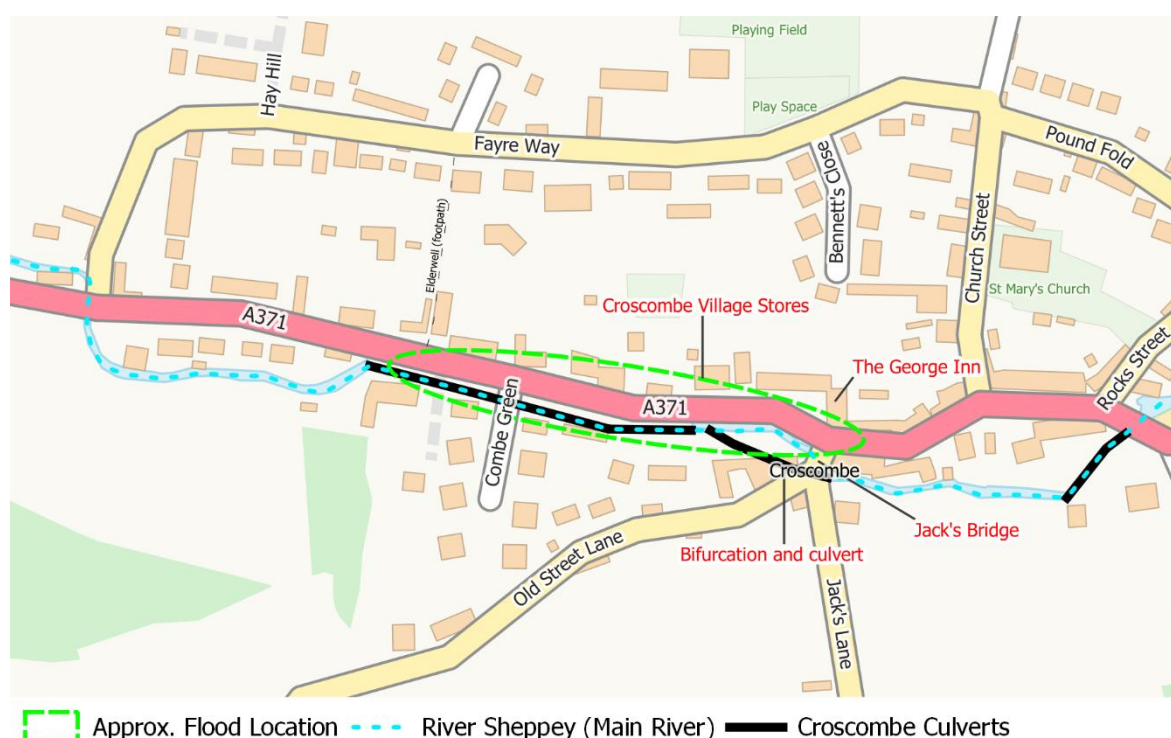 Playing Field
Hay Hill
Play Space
Fayre Way
Pound Fold
Bennett's Close
Elderwell (footpath)
Church Street
St Mary's Church
Croscombe Village Stores
A371
The George Inn
Rocks Street
A371
Combe Green
Croscombe
Jack's Bridge
Bifurcation and culvert
Old Street Lane
Jack's Lane
Approx. Flood Location River Sheppey (Main River) Croscombe Culverts